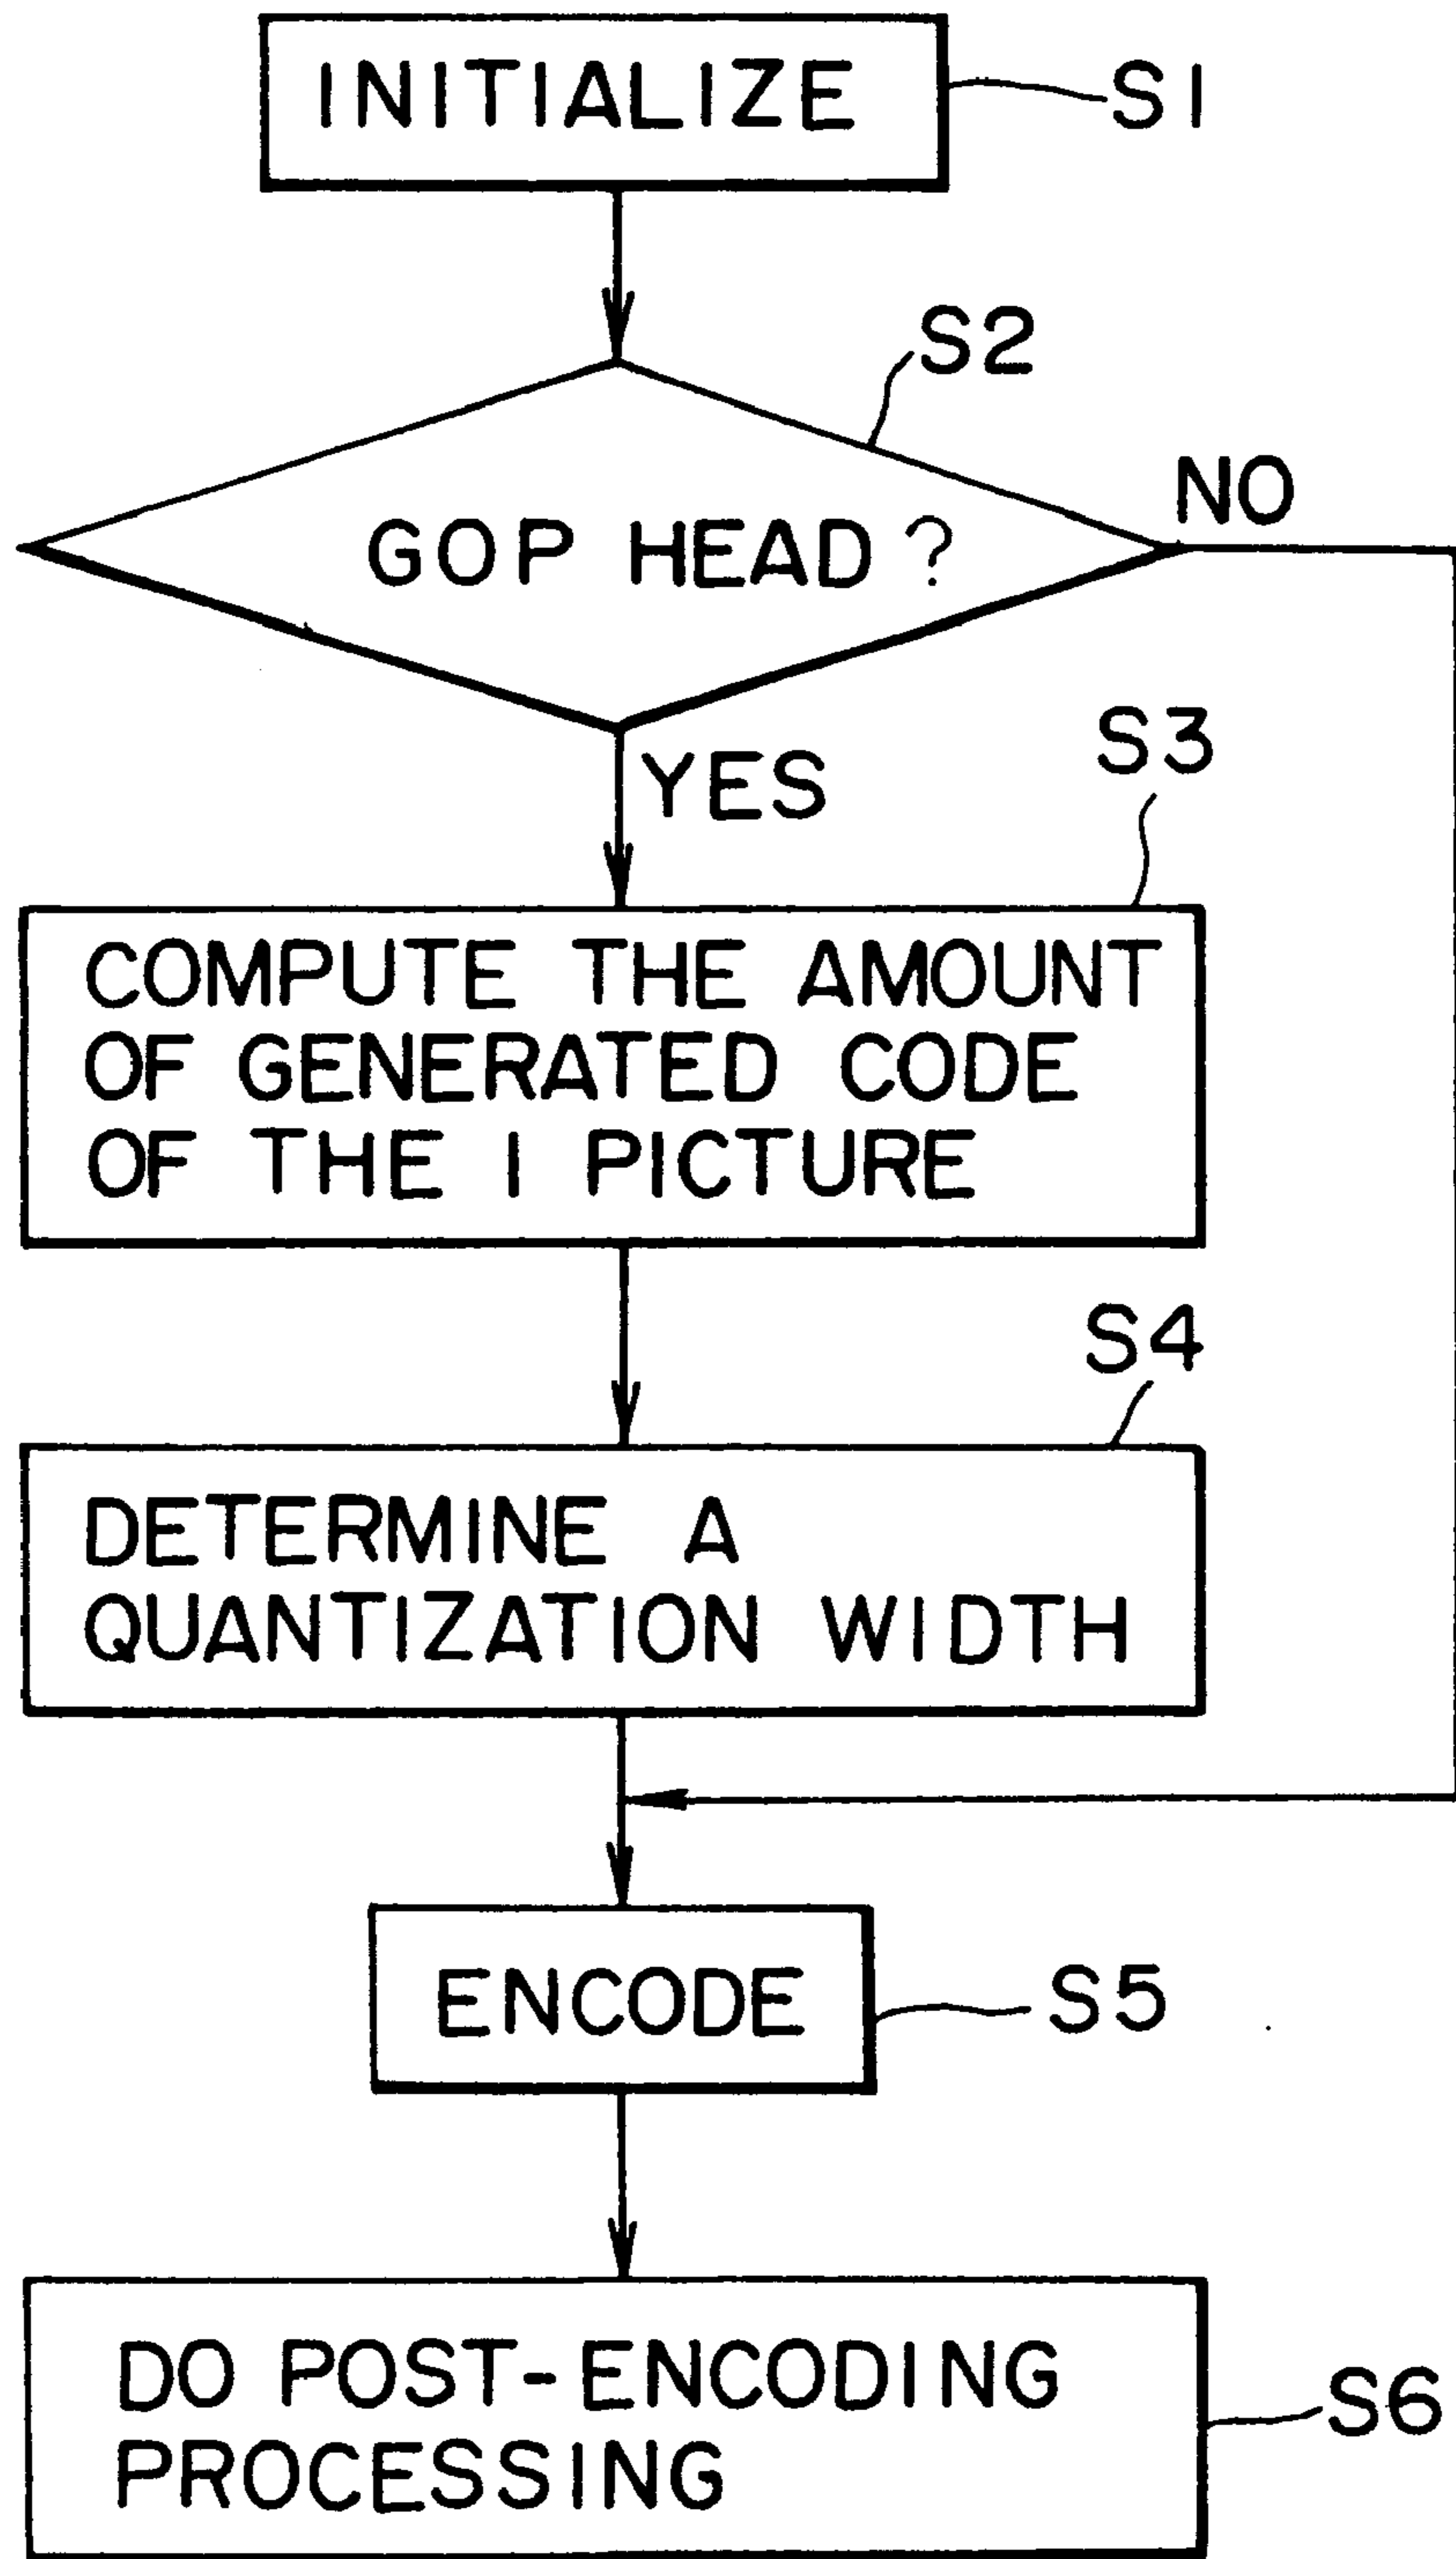 INITIALIZE
S1
S2
GOP HEAD ?
NO
YES
S3
COMPUTE THE AMOUNT
OF GENERATED CODE
OF THE I PICTURE
S4
DETERMINE A
QUANTIZATION WIDTH
ENCODE
S5
DO POST-ENCODING
PROCESSING
S6